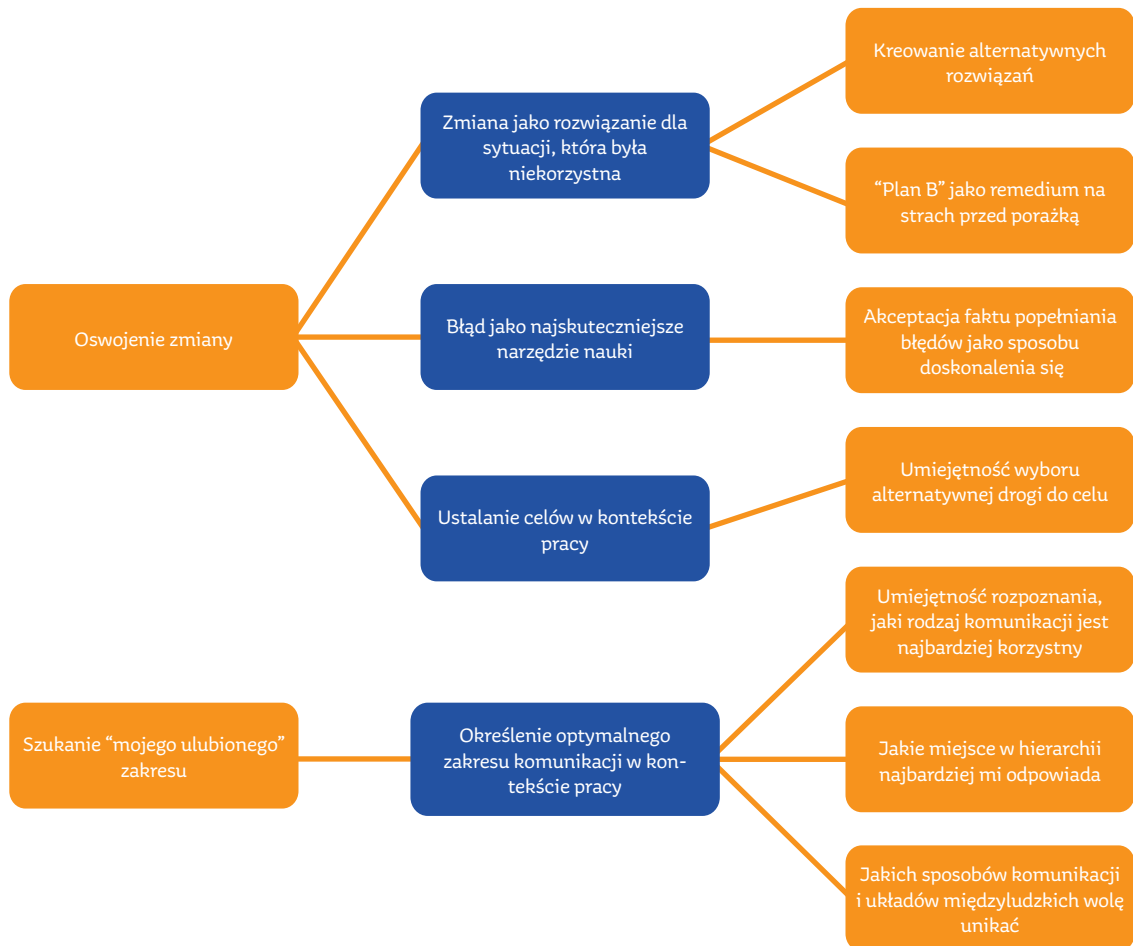 Kreowanie alternatywnych
rozwiązań
Zmiana jako rozwiązanie dla
sytuacji, która była
niekorzystna
“Plan B” jako remedium na
strach przed porażką
Oswojenie zmiany
Błąd jako najskuteczniejsze
narzędzie nauki
Akceptacja faktu popełniania
błędów jako sposobu
doskonalenia się
Ustalanie celów w kontekście
pracy
Umiejętność wyboru
alternatywnej drogi do celu
Umiejętność rozpoznania,
jaki rodzaj komunikacji jest
najbardziej korzystny
Szukanie “mojego ulubionego”
zakresu
Określenie optymalnego
zakresu komunikacji w kon-
tekście pracy
Jakie miejsce w hierarchii
najbardziej mi odpowiada
Jakich sposobów komunikacji
i układów międzyludzkich wolę
unikać